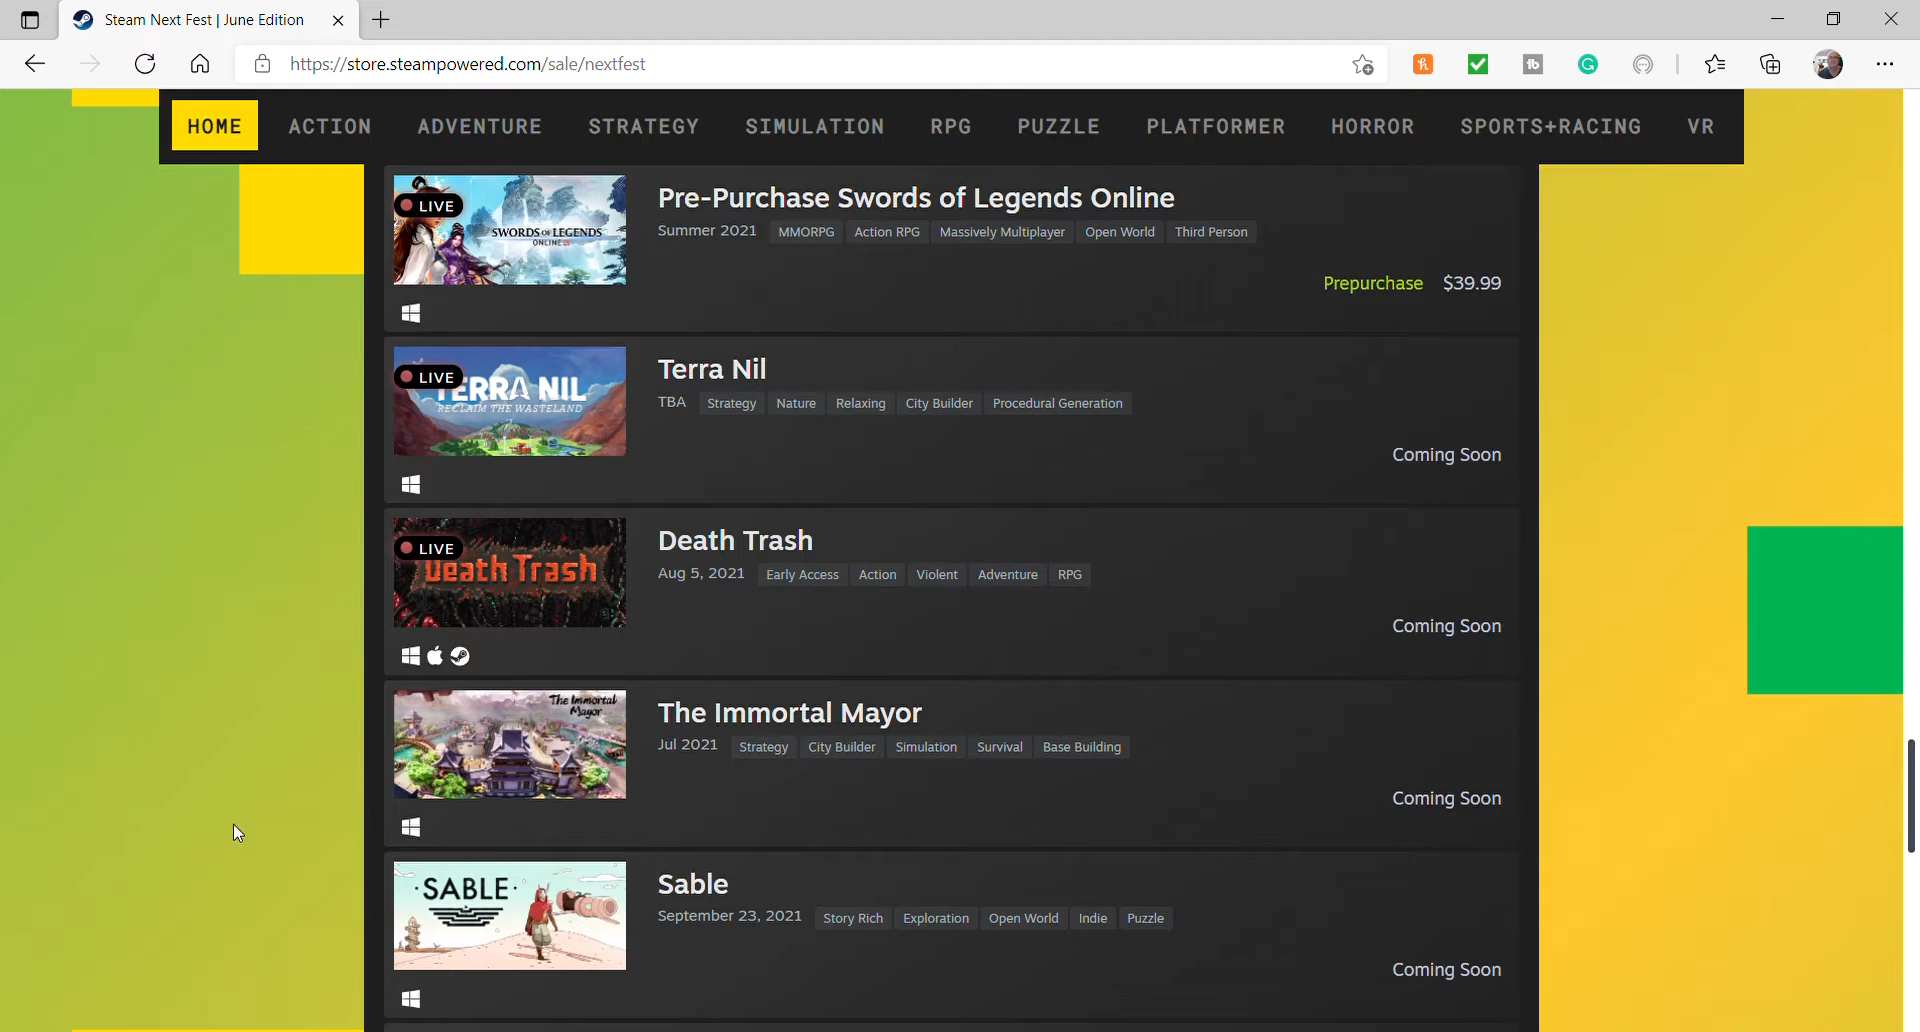 Steam Next Fest | June Edition
https://store.steampowered.com/sale/nextfest
HOME ACTION ADVENTURE STRATEGY SIMULATION RPG PUZZLE PLATFORMER HORROR SPORTS+RACING VR
LIVE
SWORDS OF LEGENDS
ONLINE
Pre-Purchase Swords of Legends Online
Summer 2021 MMORPG Action RPG Massively Multiplayer Open World Third Person
Prepurchase $39.99
LIVE
TERRA NIL
RECLAIM THE WASTELAND
Terra Nil
TBA Strategy Nature Relaxing City Builder Procedural Generation
Coming Soon
LIVE
Death Trash
Death Trash
Aug 5, 2021 Early Access Action Violent Adventure RPG
Coming Soon
The Immortal
Mayor
The Immortal Mayor
Jul 2021 Strategy City Builder Simulation Survival Base Building
Coming Soon
·SABLE·
Sable
September 23, 2021 Story Rich Exploration Open World Indie Puzzle
Coming Soon